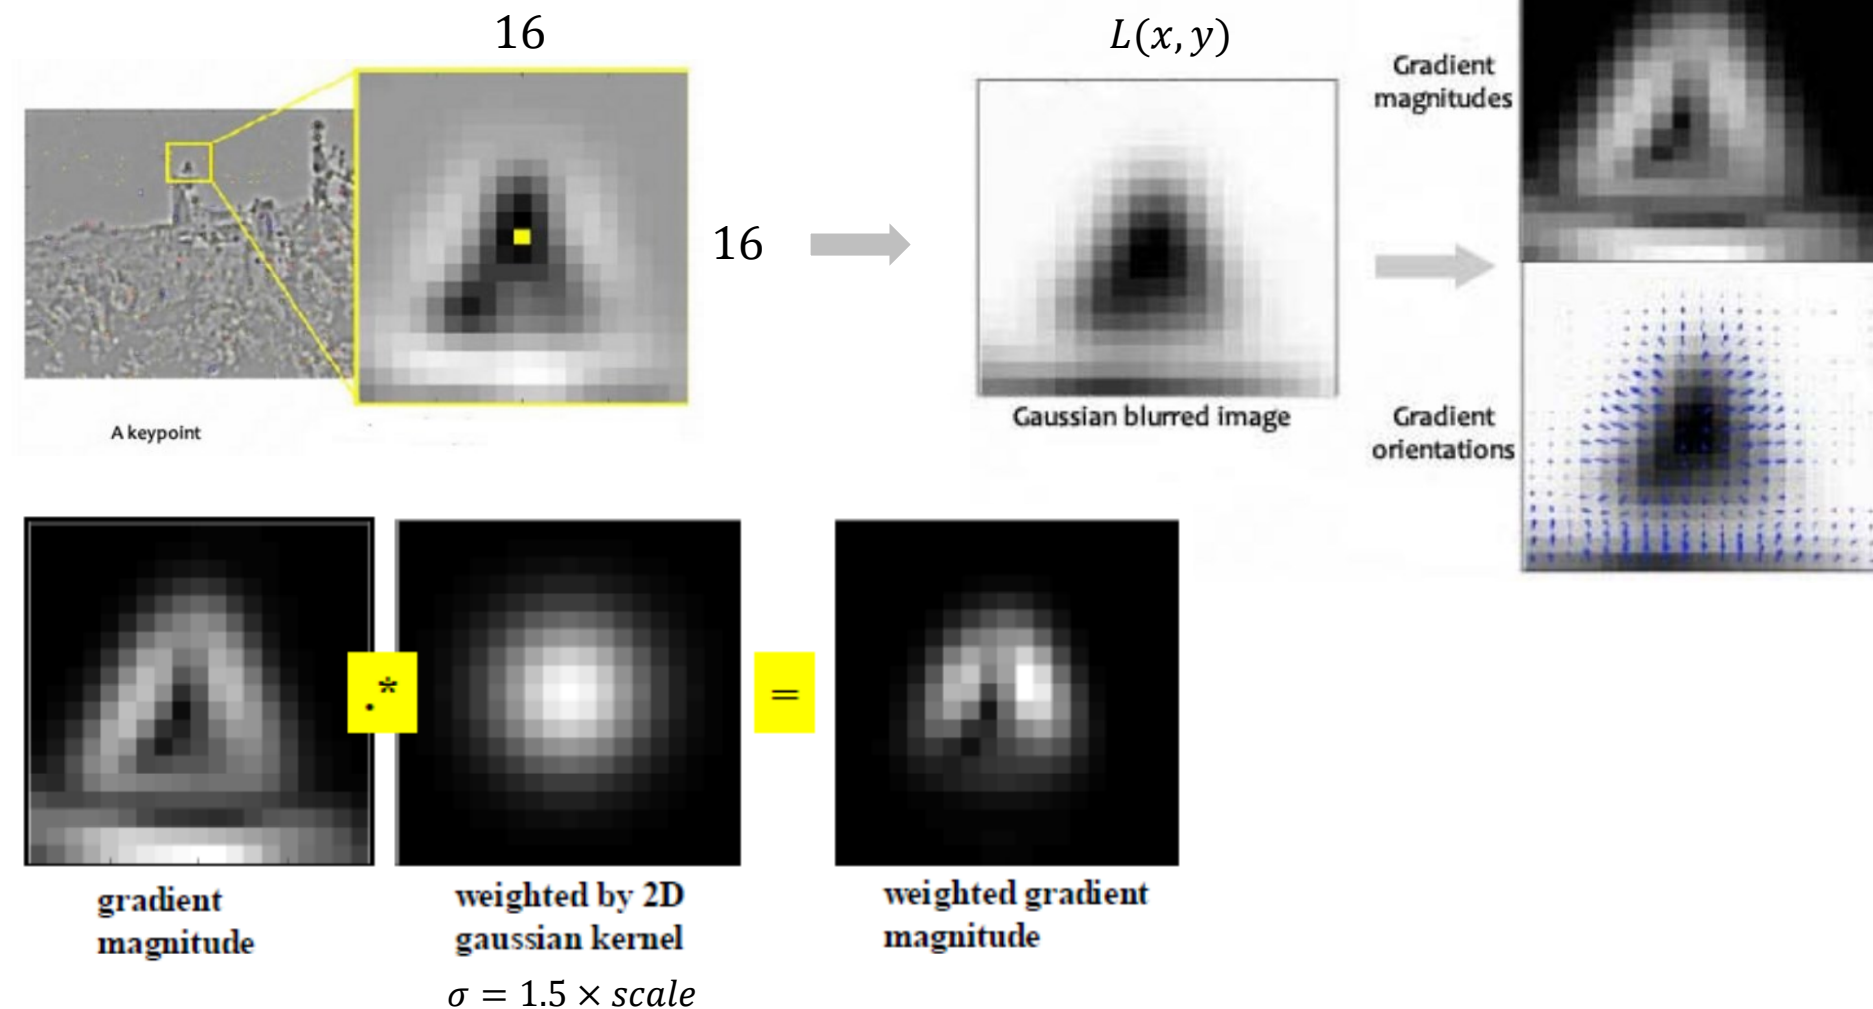 16
16
A keypoint
L(x, y)
Gaussian blurred image
Gradient
magnitudes
Gradient
orientations
.*
=
gradient
magnitude
weighted by 2D
gaussian kernel
σ = 1.5 × scale
weighted gradient
magnitude